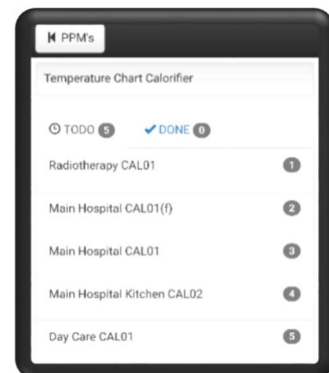 PPM's
Temperature Chart Calorifier
TODO 5 DONE 0
Radiotherapy CAL01 1
Main Hospital CAL01(f) 2
Main Hospital CAL01 3
Main Hospital Kitchen CAL02 4
Day Care CAL01 5